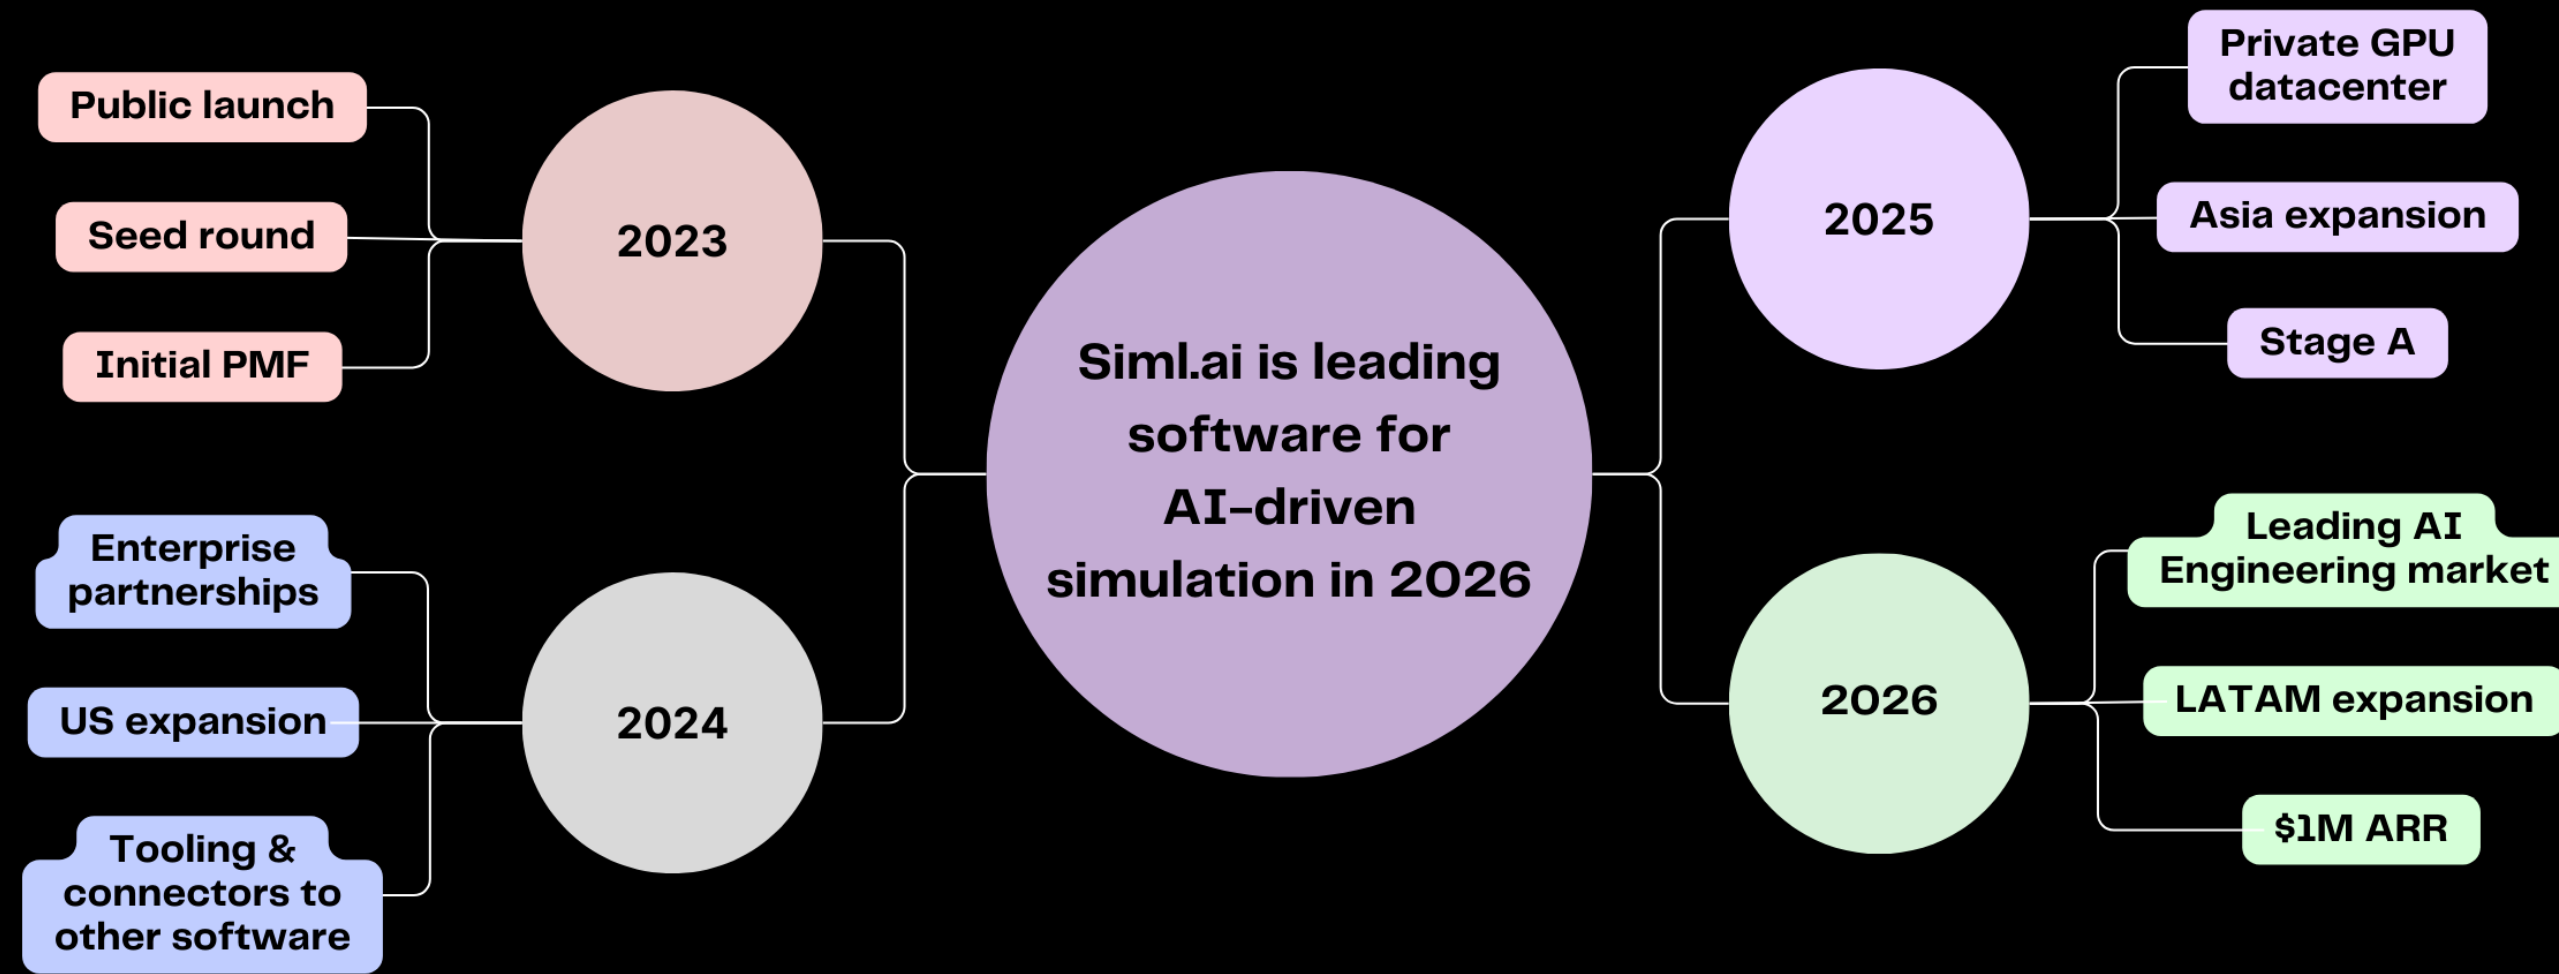 Public launch
Seed round
Initial PMF
2023
Enterprise
partnerships
US expansion
Tooling &
connectors to
other software
2024
Siml.ai is leading
software for
AI-driven
simulation in 2026
2025
Private GPU
datacenter
Asia expansion
Stage A
2026
Leading AI
Engineering market
LATAM expansion
$1M ARR